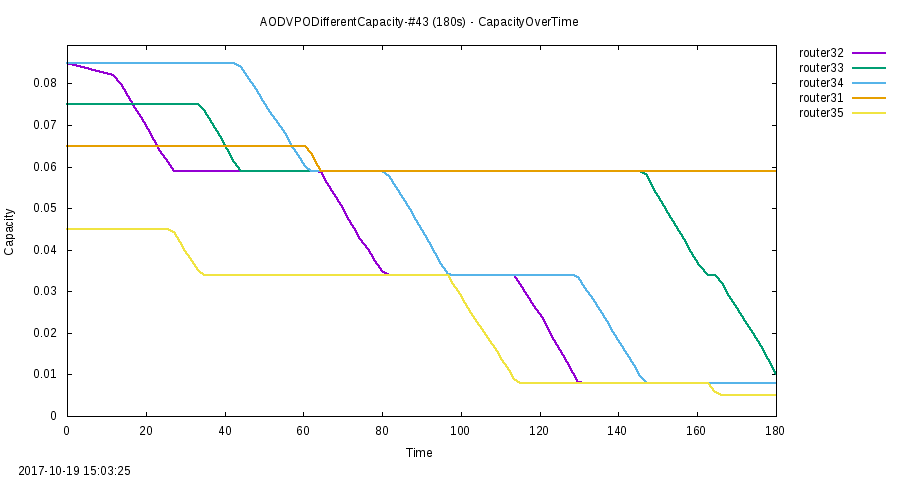 AODVPODifferentCapacity-#43 (180s) - CapacityOverTime
router32
router33
router34
router31
router35
0.08
0.07
0.06
0.05
0.04
0.03
0.02
0.01
0
Capacity
0 20 40 60 80 100 120 140 160 180
Time
2017-10-19 15:03:25